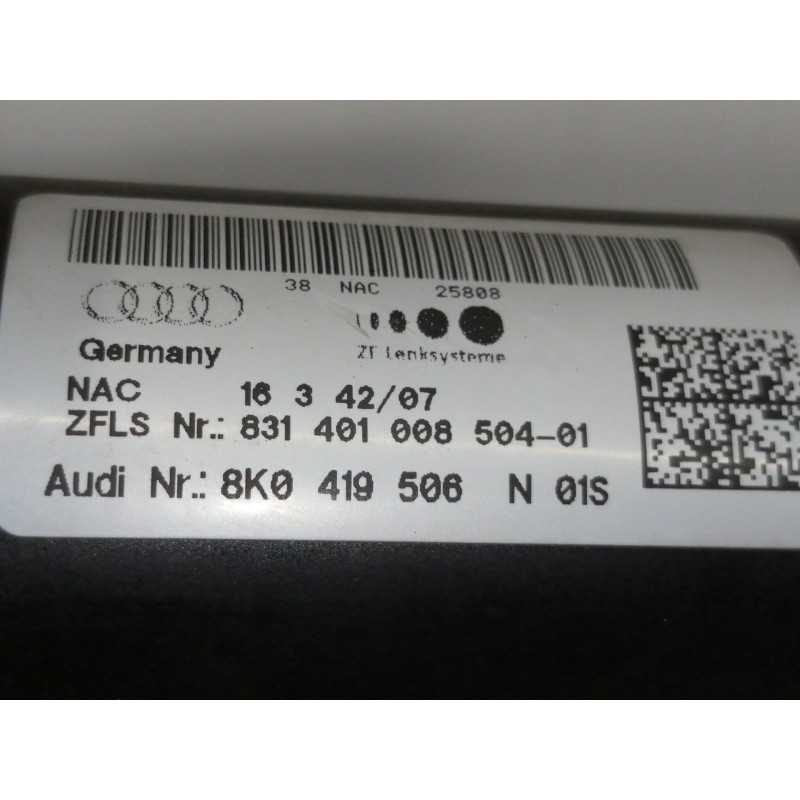 38 NAC 25808
ZF Lenksysteme
Germany
NAC 16 3 42/07
ZFLS Nr.: 831 401 008 504-01
Audi Nr.: 8K0 419 506 N 01S